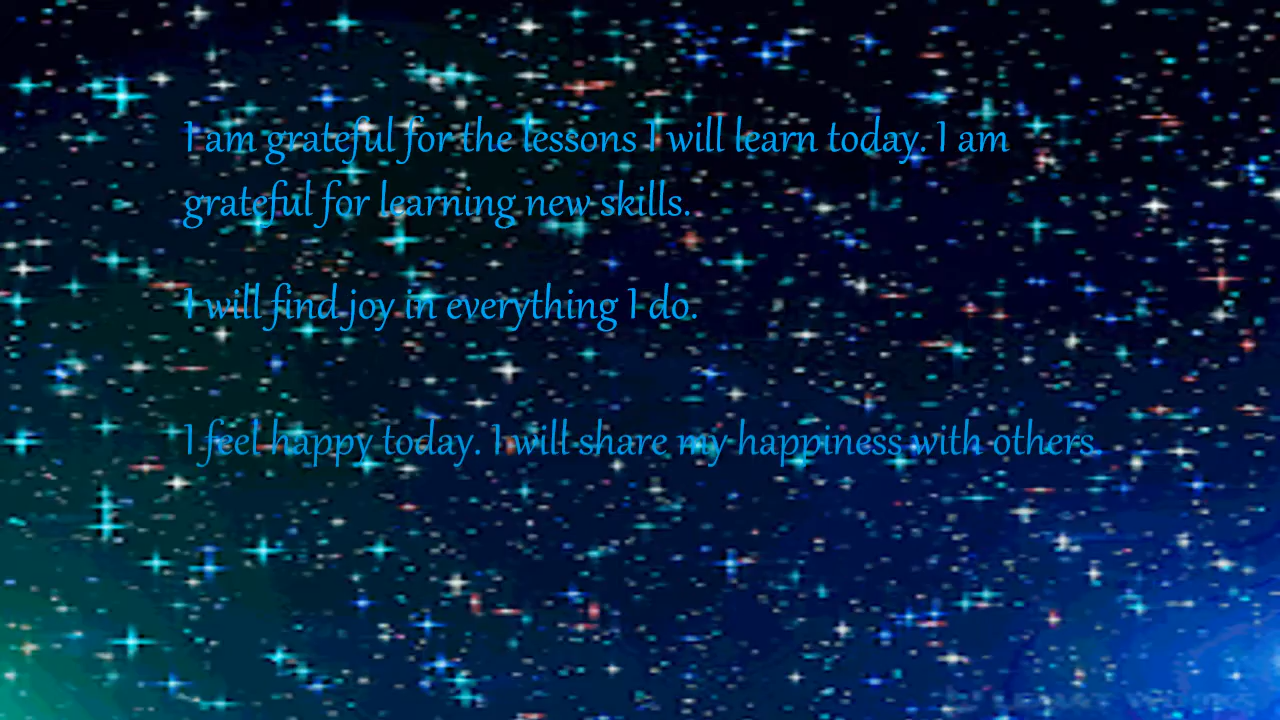 I am grateful for the lessons I will learn today. I am
grateful for learning new skills.
I will find joy in everything I do.
I feel happy today. I will share my happiness with others.